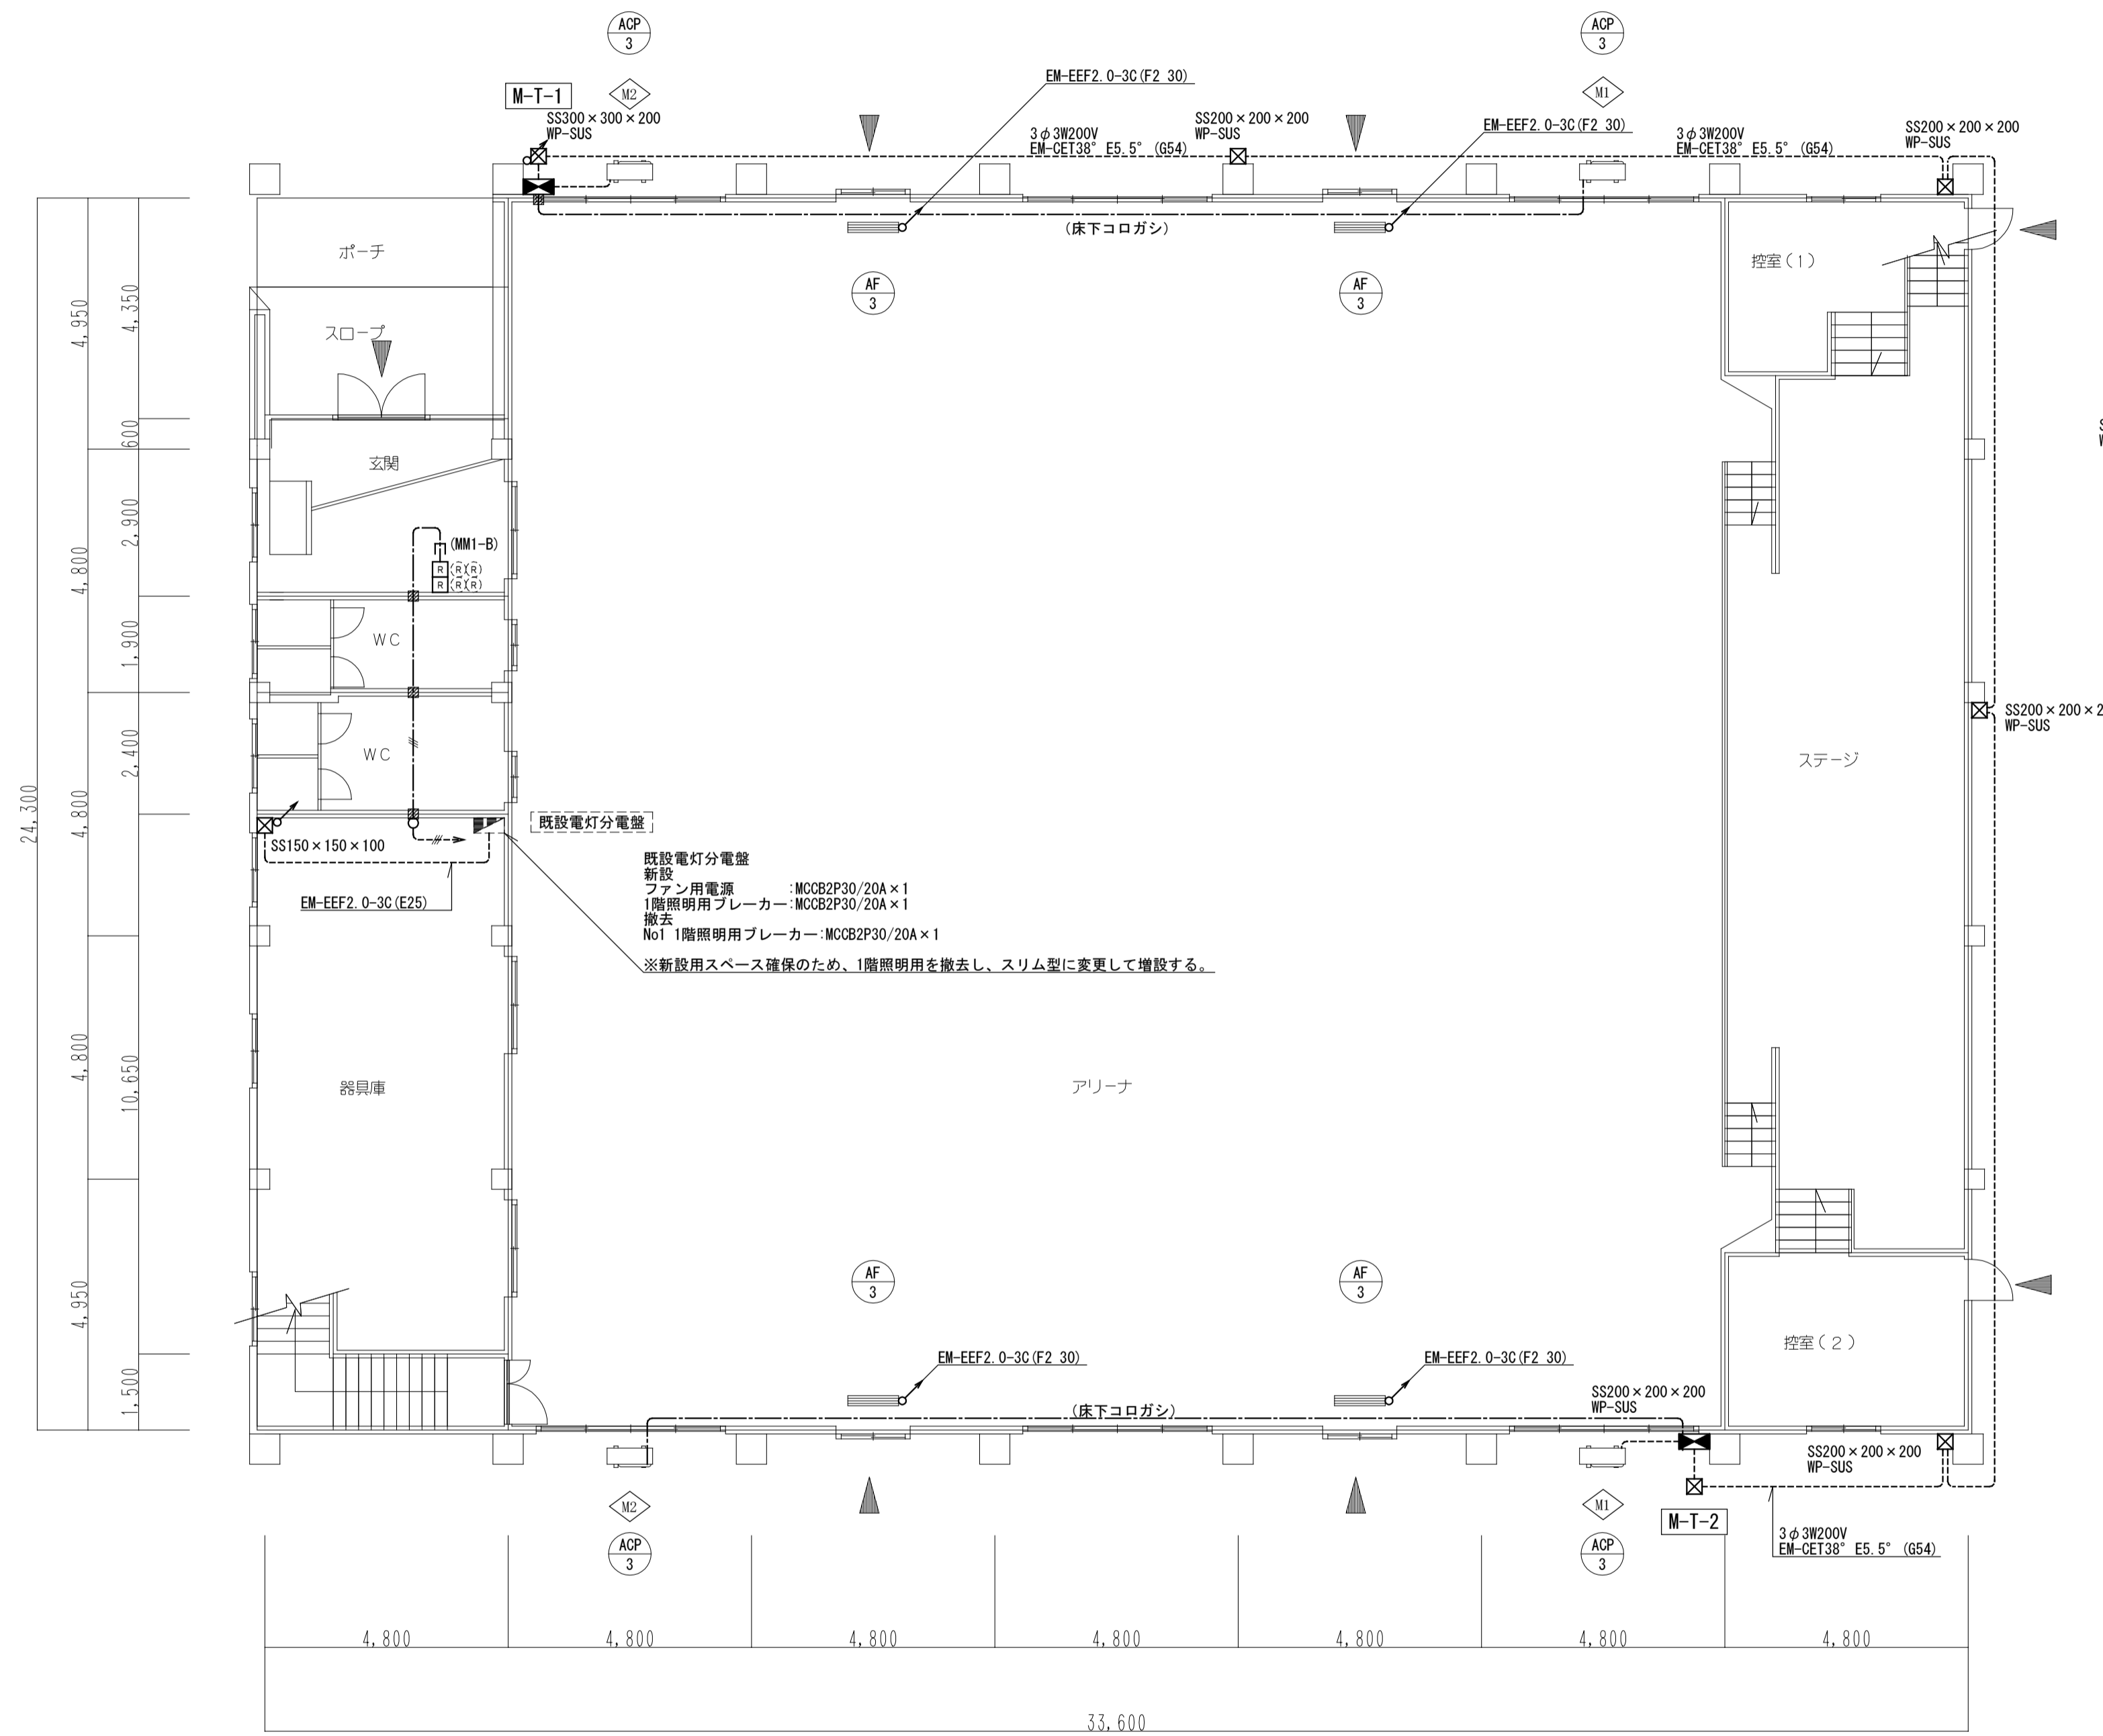 ACP
3
ACP
3
M-T-1
M2
M1
EM-EEF2.0-3C(F2 30)
SS300×300×200
WP-SUS
3φ3W200V
EM-CET38° E5.5° (G54)
SS200×200×200
WP-SUS
EM-EEF2.0-3C(F2 30)
3φ3W200V
EM-CET38° E5.5° (G54)
SS200×200×200
WP-SUS
(床下コロガシ)
ポーチ
控室(1)
AF
3
AF
3
スロープ
玄関
(MM1-B)
R (R)(R)
R (R)(R)
WC
WC
SS200×200×2
WP-SUS
ステージ
SS150×150×100
EM-EEF2.0-3C(E25)
既設電灯分電盤
既設電灯分電盤
新設
ファン用電源 :MCCB2P30/20A×1
1階照明用ブレーカー:MCCB2P30/20A×1
撤去
No1 1階照明用ブレーカー:MCCB2P30/20A×1
※新設用スペース確保のため、1階照明用を撤去し、スリム型に変更して増設する。
器具庫
アリーナ
AF
3
AF
3
EM-EEF2.0-3C(F2 30)
EM-EEF2.0-3C(F2 30)
控室(2)
(床下コロガシ)
SS200×200×200
WP-SUS
SS200×200×200
WP-SUS
M2
M1
M-T-2
ACP
3
ACP
3
3φ3W200V
EM-CET38° E5.5° (G54)
24,300
4,950
4,800
4,800
4,800
4,950
4,350
600
2,900
1,900
2,400
10,650
1,500
4,800
4,800
4,800
4,800
4,800
4,800
4,800
33,600